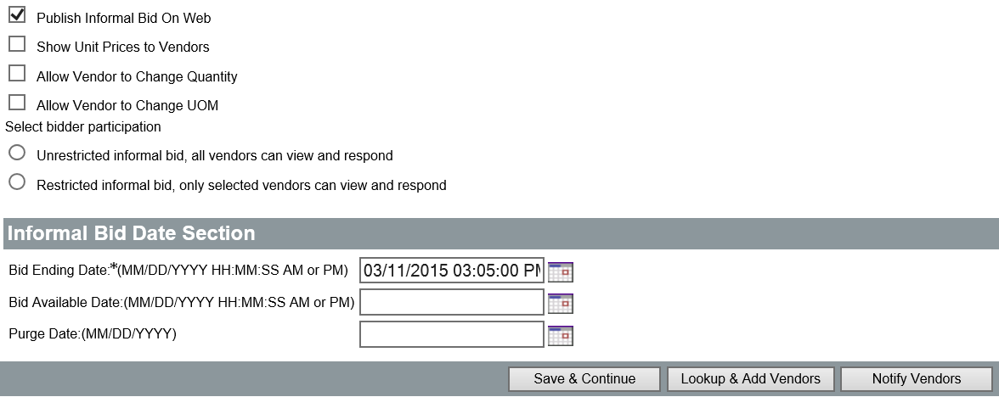 Publish Informal Bid On Web
Show Unit Prices to Vendors
Allow Vendor to Change Quantity
Allow Vendor to Change UOM
Select bidder participation
Unrestricted informal bid, all vendors can view and respond
Restricted informal bid, only selected vendors can view and respond
Informal Bid Date Section
Bid Ending Date:*(MM/DD/YYYY HH:MM:SS AM or PM) 03/11/2015 03:05:00 PM
Bid Available Date:(MM/DD/YYYY HH:MM:SS AM or PM)
Purge Date:(MM/DD/YYYY)
Save & Continue Lookup & Add Vendors Notify Vendors